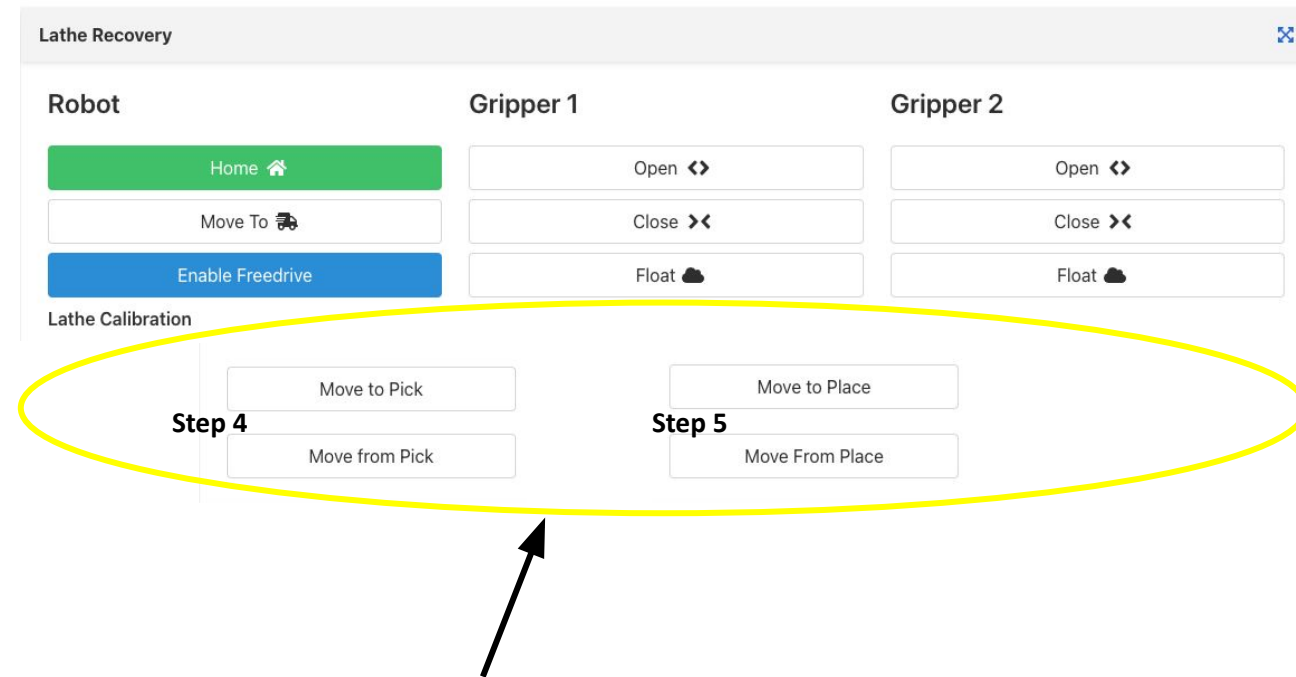 Lathe Recovery
Robot
Gripper 1
Gripper 2
Home
Open
Open
Move To
Close
Close
Enable Freedrive
Float
Float
Lathe Calibration
Move to Pick
Move to Place
Step 4
Step 5
Move from Pick
Move From Place